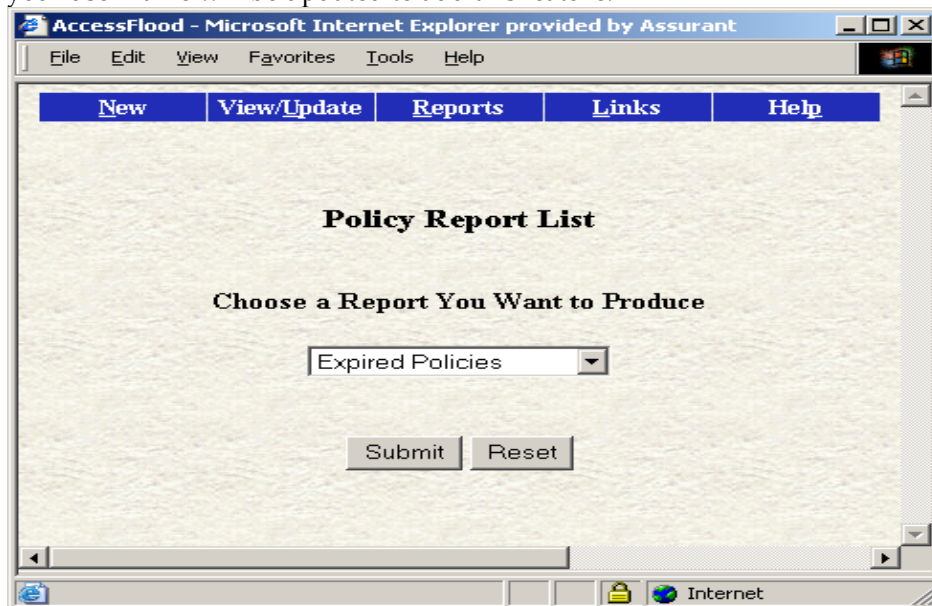 AccessFlood - Microsoft Internet Explorer provided by Assurant
File Edit View Favorites Tools Help
New View/Update Reports Links Help
Policy Report List
Choose a Report You Want to Produce
Expired Policies
Submit Reset
Internet